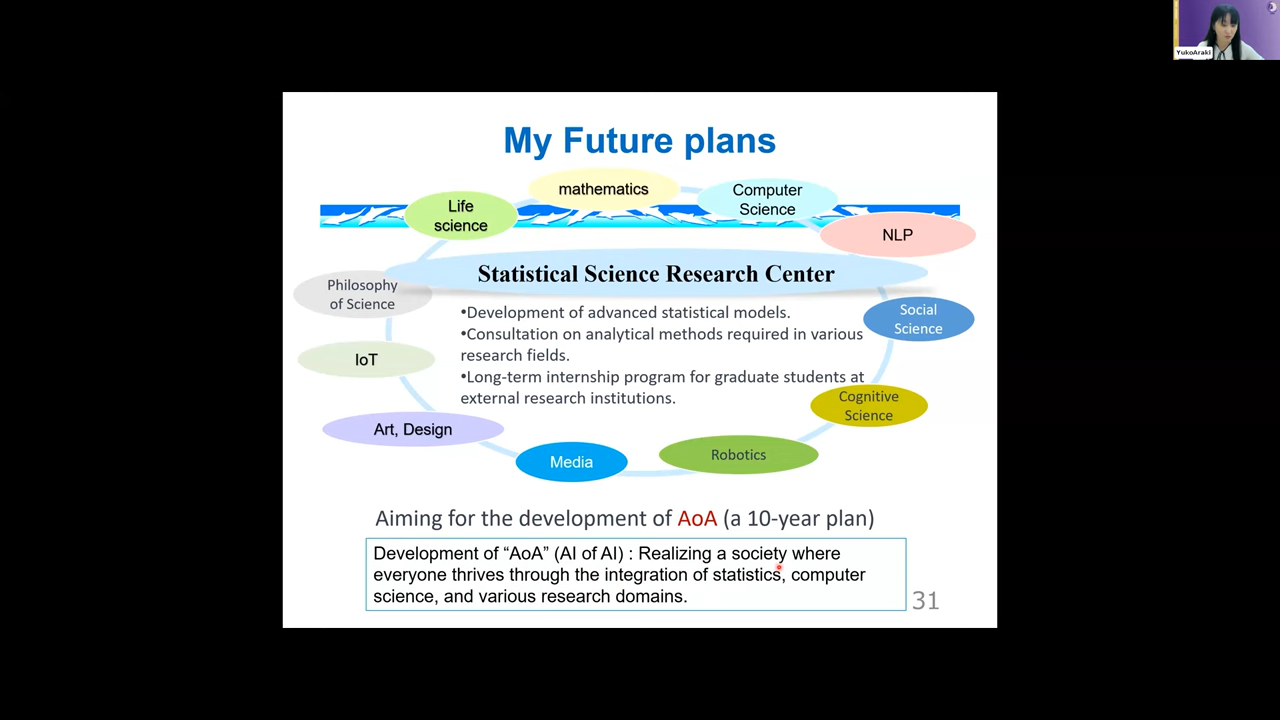 YukoAraki
My Future plans
mathematics
Computer
Science
Life
science
NLP
Statistical Science Research Center
Philosophy
of Science
Social
Science
•Development of advanced statistical models.
•Consultation on analytical methods required in various
research fields.
•Long-term internship program for graduate students at
external research institutions.
IoT
Cognitive
Science
Art, Design
Media
Robotics
Aiming for the development of AoA (a 10-year plan)
Development of “AoA” (AI of AI) : Realizing a society where
everyone thrives through the integration of statistics, computer
science, and various research domains.
31